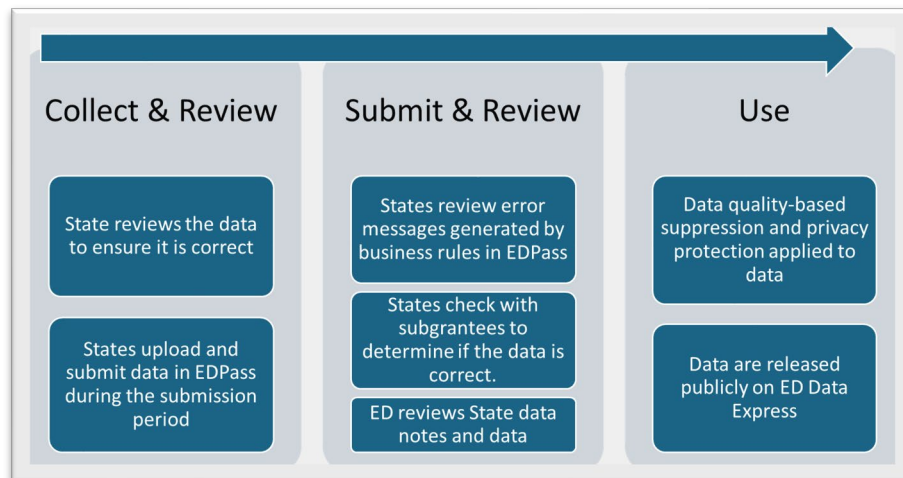 Collect & Review
State reviews the data
to ensure it is correct
States upload and
submit data in EDPass
during the submission
period
Submit & Review
States review error
messages generated by
business rules in EDPass
States check with
subgrantees to
determine if the data is
correct.
ED reviews State data
notes and data
Use
Data quality-based
suppression and privacy
protection applied to
data
Data are released
publicly on ED Data
Express